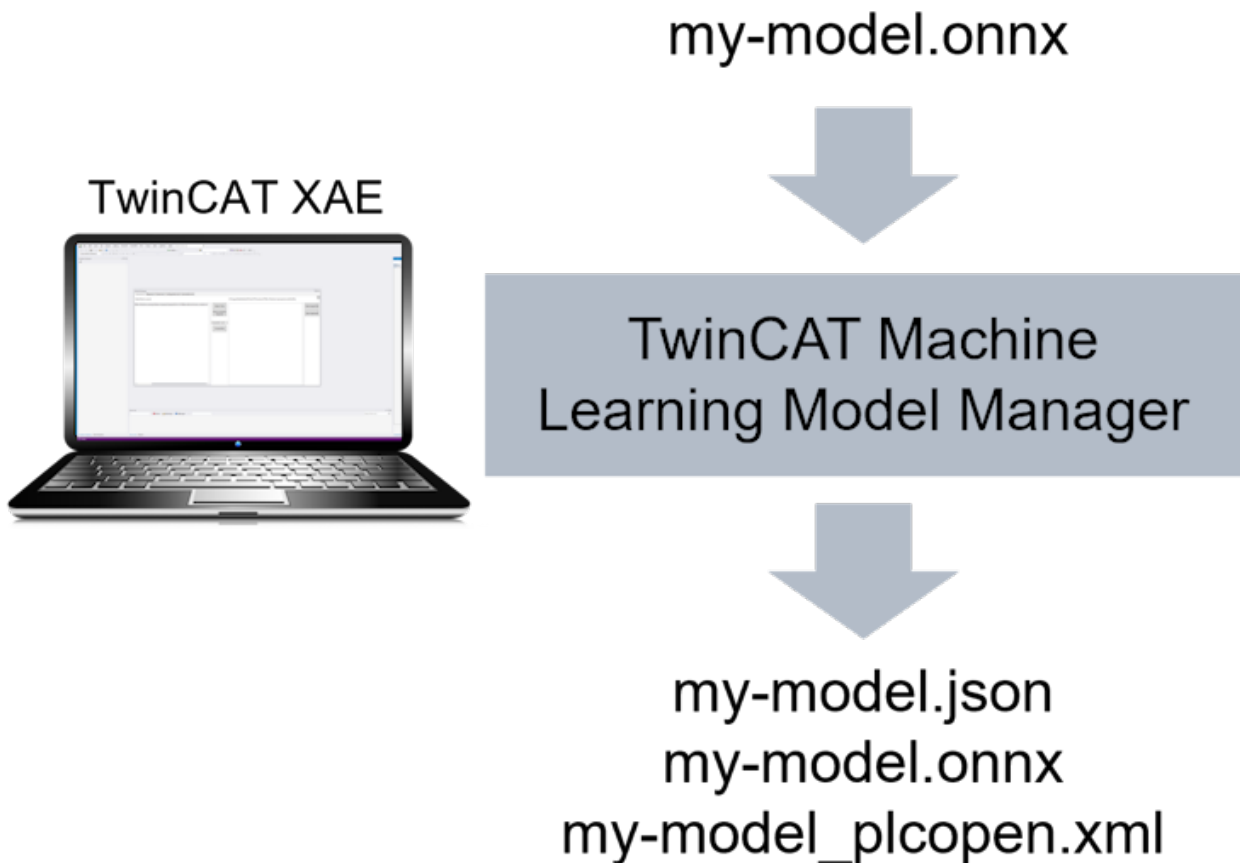 my-model.onnx
TwinCAT XAE
TwinCAT Machine
Learning Model Manager
my-model.json
my-model.onnx
my-model_plcopen.xml